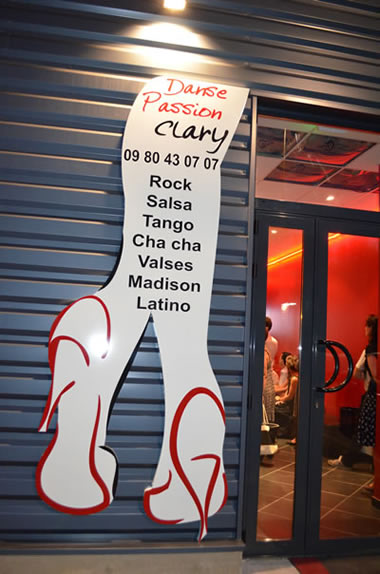 Danse
Passion
Clary
09 80 43 07 07
Rock
Salsa
Tango
Cha cha
Valses
Madison
Latino